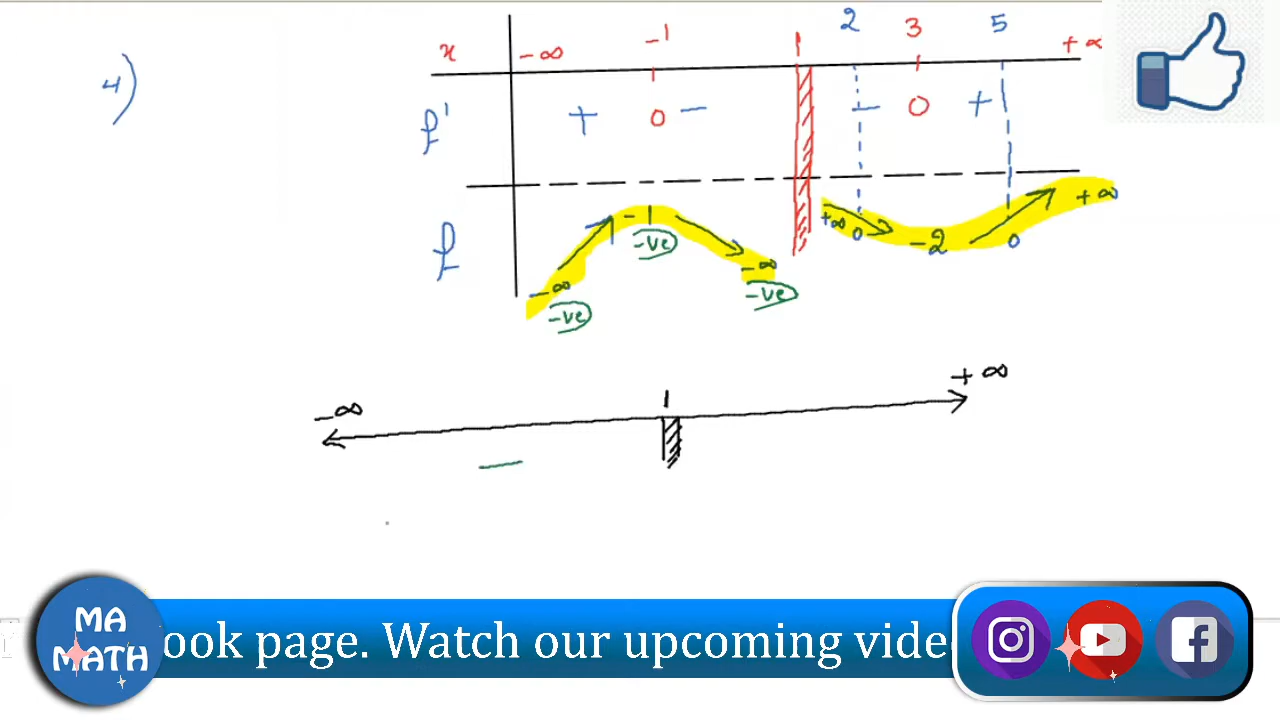 4)
x -∞ -1 1 2 3 5 +∞
f' + 0 - - 0 +
f -∞ -1 -∞ +∞ 0 -2 0 +∞
-ve -ve -ve
-∞ 1 +∞
-
MA MATH
ook page. Watch our upcoming vide